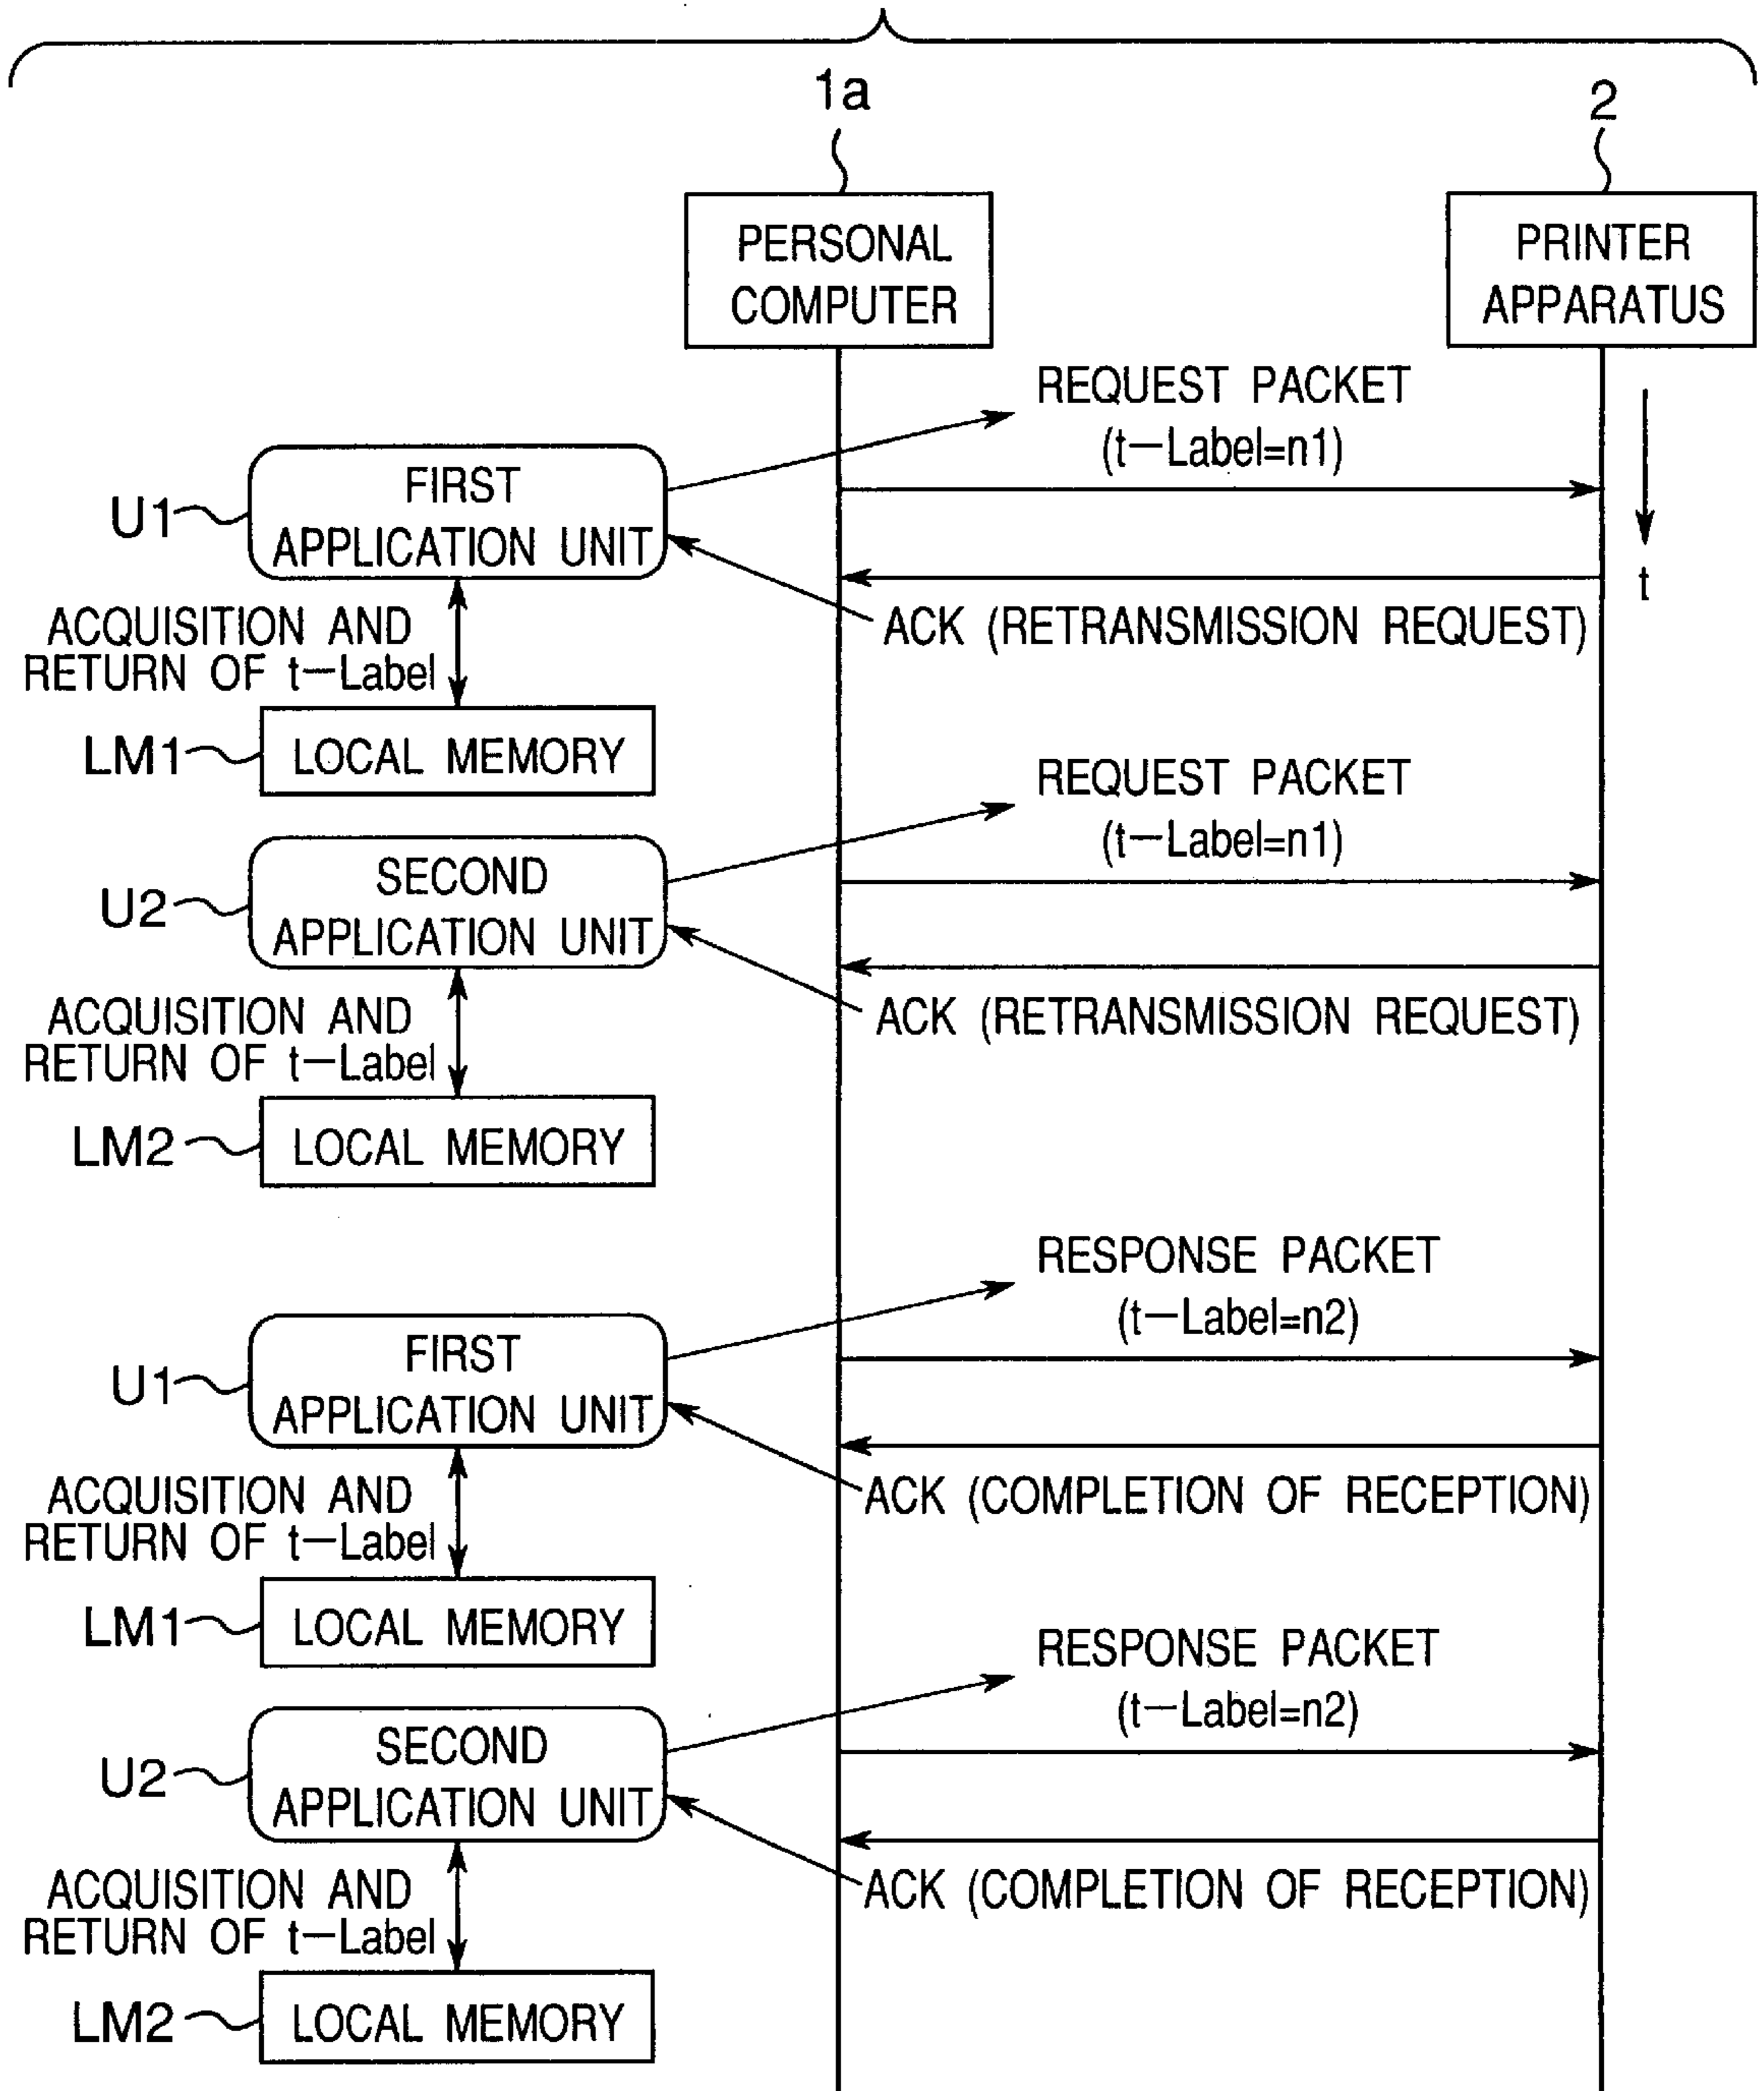 1a
2
PERSONAL
COMPUTER
PRINTER
APPARATUS
REQUEST PACKET
(t—Label=n1)
FIRST
APPLICATION UNIT
U1
t
ACK (RETRANSMISSION REQUEST)
ACQUISITION AND
RETURN OF t—Label
LM1
LOCAL MEMORY
REQUEST PACKET
(t—Label=n1)
SECOND
APPLICATION UNIT
U2
ACK (RETRANSMISSION REQUEST)
ACQUISITION AND
RETURN OF t—Label
LM2
LOCAL MEMORY
RESPONSE PACKET
(t—Label=n2)
FIRST
APPLICATION UNIT
U1
ACK (COMPLETION OF RECEPTION)
ACQUISITION AND
RETURN OF t—Label
LM1
LOCAL MEMORY
RESPONSE PACKET
(t—Label=n2)
SECOND
APPLICATION UNIT
U2
ACK (COMPLETION OF RECEPTION)
ACQUISITION AND
RETURN OF t—Label
LM2
LOCAL MEMORY